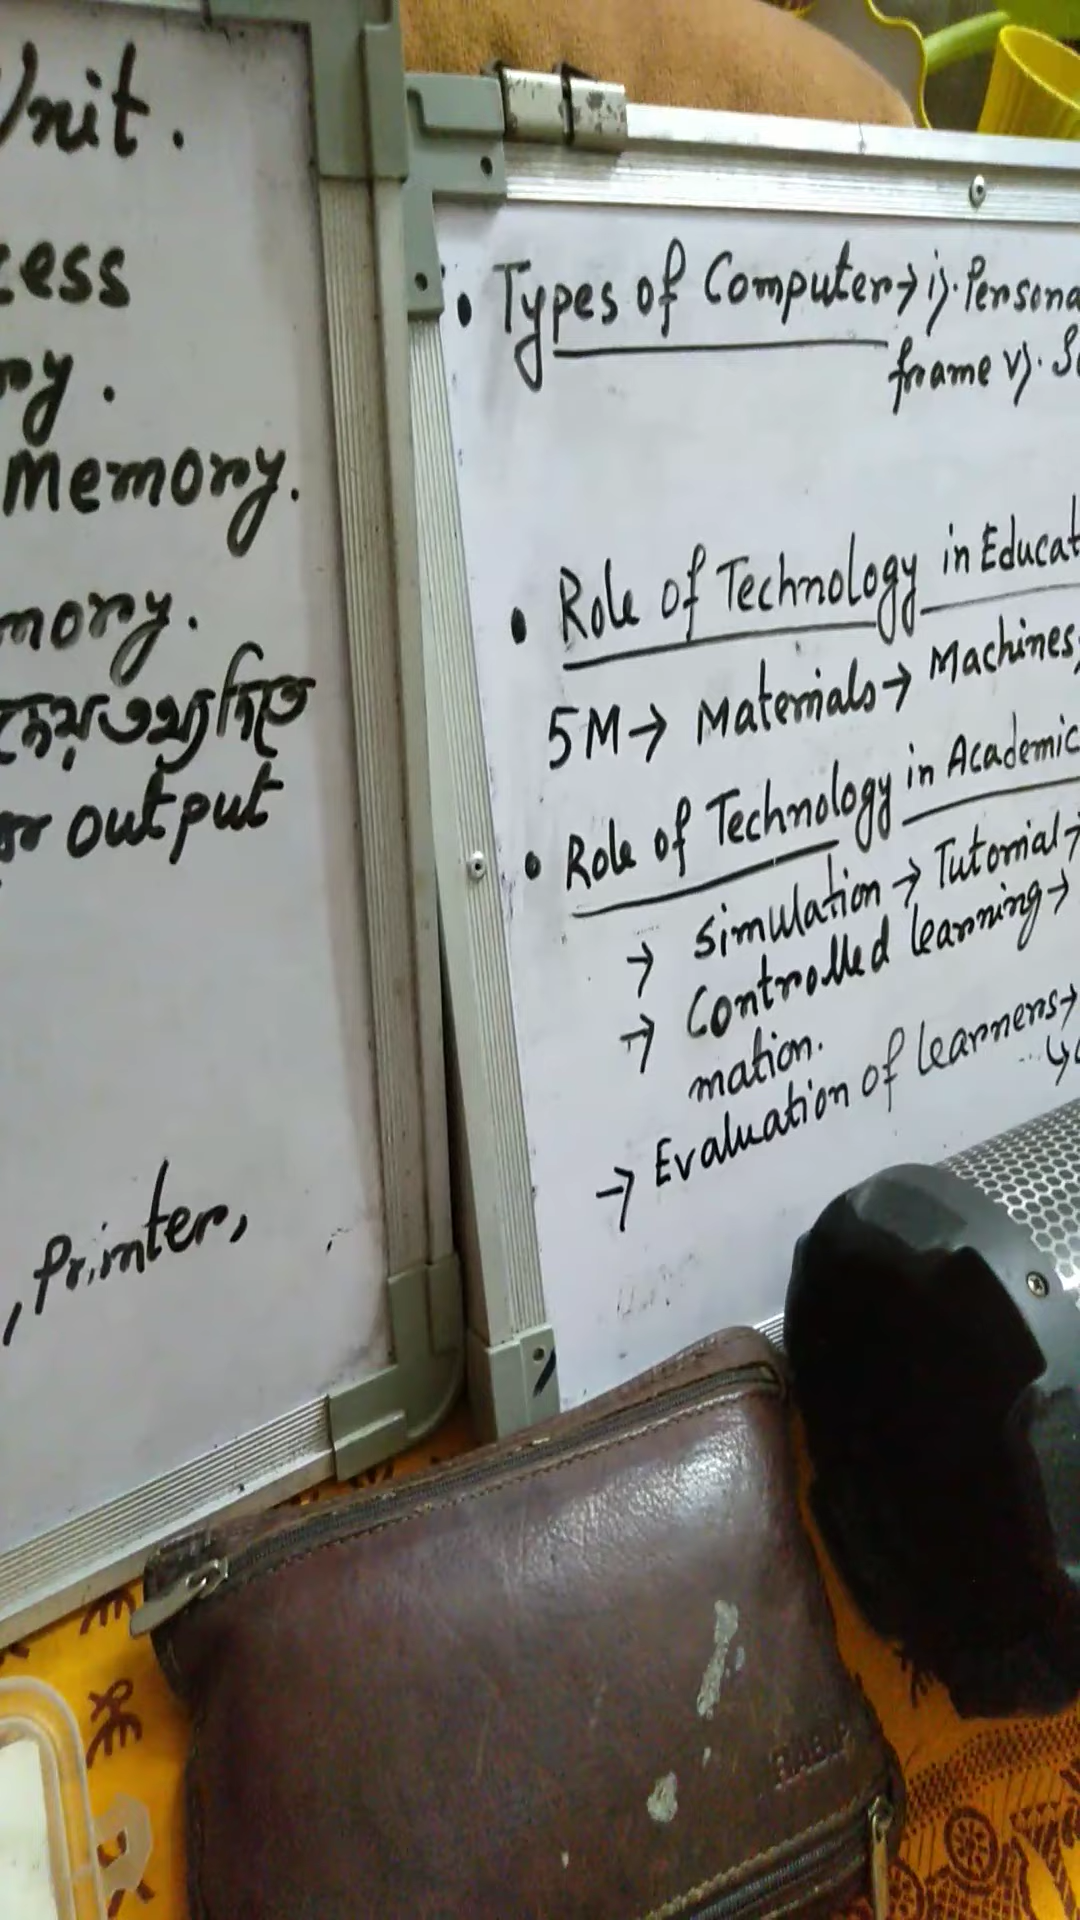 Unit.
cess
ry.
Memory.
mory.
or output
, Printer,
• Types of Computer → i). Persona
frame v). S
• Role of Technology in Educat
5M → Materials → Machines
• Role of Technology in Academic
→ Simulation → Tutorial →
→ Controlled learning →
mation.
→ Evaluation of learners →